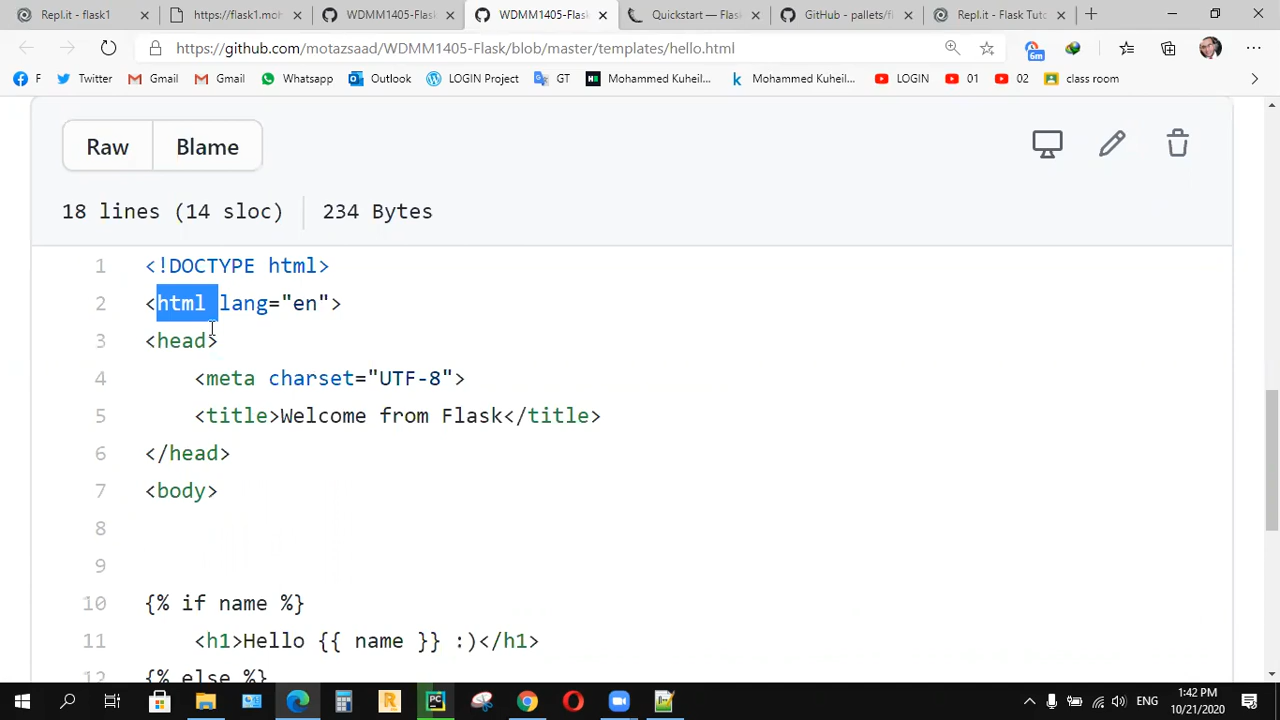 Repl.it - flask1
https://flask1.moh
WDMM1405-Flask
WDMM1405-Flask
Quickstart — Flask
GitHub - pallets/fl
Repl.it - Flask Tuto
https://github.com/motazsaad/WDMM1405-Flask/blob/master/templates/hello.html
6m
F
Twitter
Gmail
Gmail
Whatsapp
Outlook
LOGIN Project
GT
Mohammed Kuheil...
Mohammed Kuheil...
LOGIN
01
02
class room
Raw
Blame
18 lines (14 sloc)
234 Bytes
1 <!DOCTYPE html>
2 <html lang="en">
3 <head>
4 <meta charset="UTF-8">
5 <title>Welcome from Flask</title>
6 </head>
7 <body>
8
9
10 {% if name %}
11 <h1>Hello {{ name }} :)</h1>
12 {% else %}
ENG
1:42 PM
10/21/2020